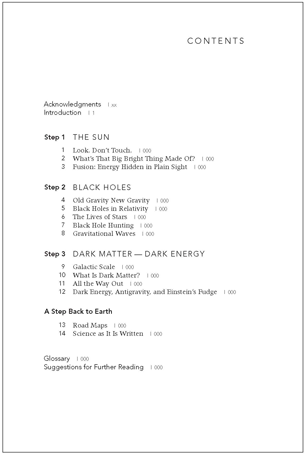 CONTENTS
Acknowledgments | xx
Introduction | 1
Step 1 THE SUN
1 Look. Don't Touch. | 000
2 What's That Big Bright Thing Made Of? | 000
3 Fusion: Energy Hidden in Plain Sight | 000
Step 2 BLACK HOLES
4 Old Gravity New Gravity | 000
5 Black Holes in Relativity | 000
6 The Lives of Stars | 000
7 Black Hole Hunting | 000
8 Gravitational Waves | 000
Step 3 DARK MATTER — DARK ENERGY
9 Galactic Scale | 000
10 What Is Dark Matter? | 000
11 All the Way Out | 000
12 Dark Energy, Antigravity, and Einstein's Fudge | 000
A Step Back to Earth
13 Road Maps | 000
14 Science as It Is Written | 000
Glossary | 000
Suggestions for Further Reading | 000